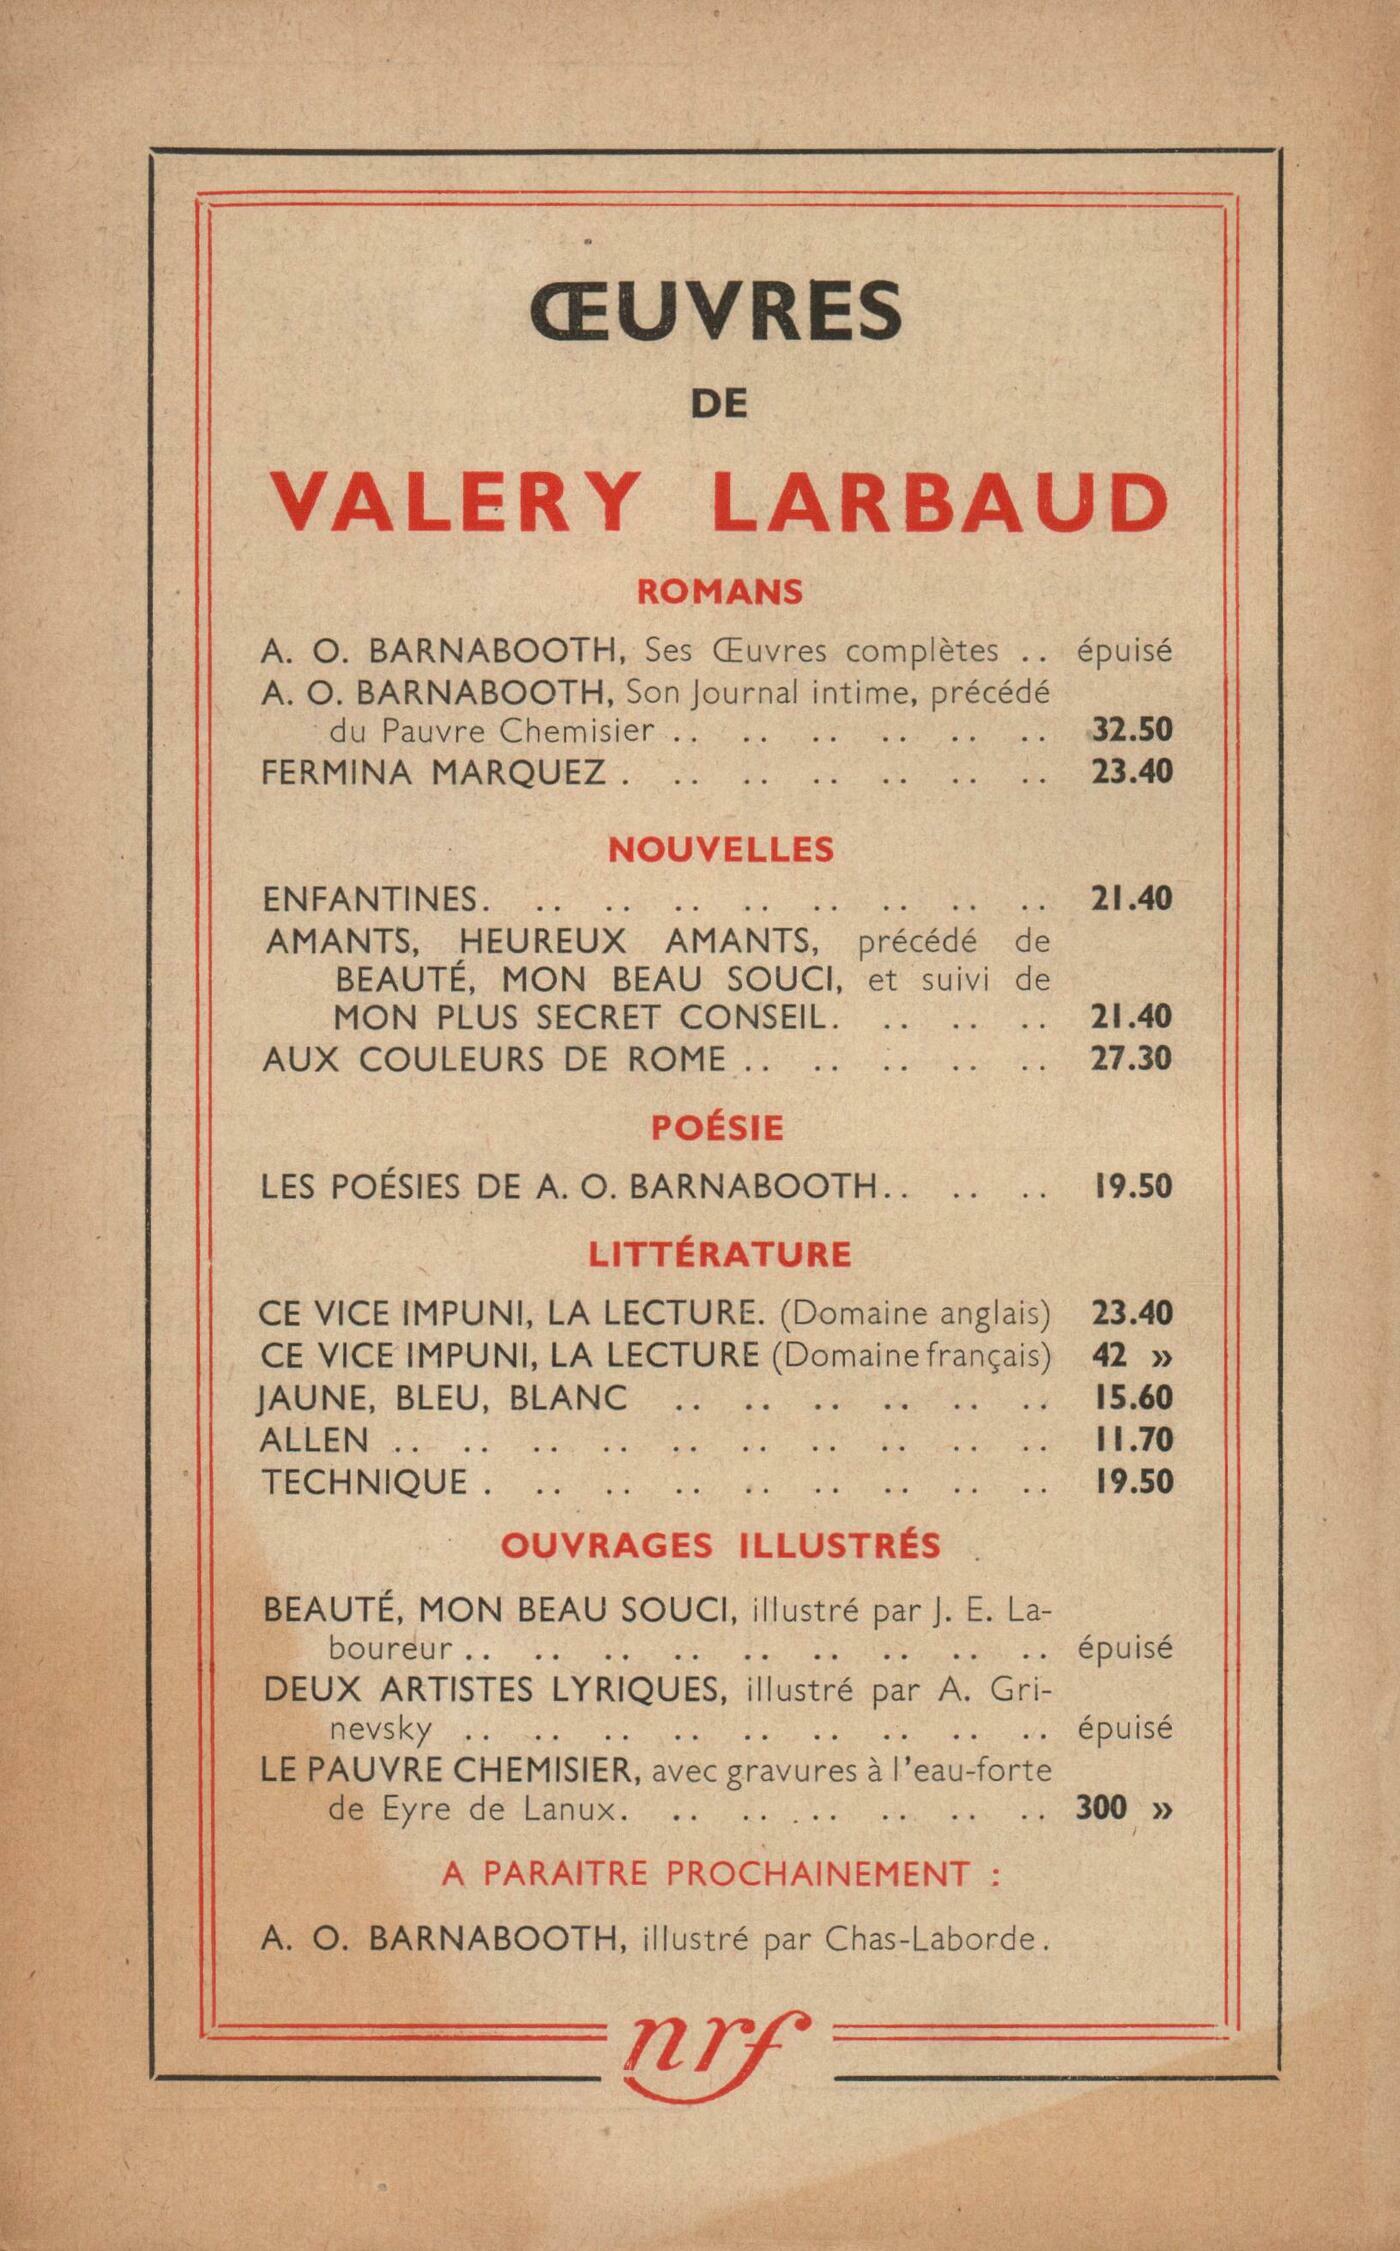 ŒUVRES
DE
VALERY LARBAUD
ROMANS
A. O. BARNABOOTH, Ses Œuvres complètes .. épuisé
A. O. BARNABOOTH, Son Journal intime, précédé
du Pauvre Chemisier .. .. .. .. .. .. 32.50
FERMINA MARQUEZ . .. .. .. .. .. .. 23.40
NOUVELLES
ENFANTINES. .. .. .. .. .. .. .. .. 21.40
AMANTS, HEUREUX AMANTS, précédé de
BEAUTÉ, MON BEAU SOUCI, et suivi de
MON PLUS SECRET CONSEIL. .. .. .. 21.40
AUX COULEURS DE ROME .. .. .. .. .. 27.30
POÉSIE
LES POÉSIES DE A. O. BARNABOOTH.. .. .. 19.50
LITTÉRATURE
CE VICE IMPUNI, LA LECTURE. (Domaine anglais) 23.40
CE VICE IMPUNI, LA LECTURE (Domaine français) 42 »
JAUNE, BLEU, BLANC .. .. .. .. .. .. 15.60
ALLEN .. .. .. .. .. .. .. .. .. .. 11.70
TECHNIQUE . .. .. .. .. .. .. .. .. 19.50
OUVRAGES ILLUSTRÉS
BEAUTÉ, MON BEAU SOUCI, illustré par J. E. La-
boureur .. .. .. .. .. .. .. .. .. épuisé
DEUX ARTISTES LYRIQUES, illustré par A. Gri-
nevsky .. .. .. .. .. .. .. .. .. épuisé
LE PAUVRE CHEMISIER, avec gravures à l'eau-forte
de Eyre de Lanux. .. .. .. .. .. .. 300 »
A PARAITRE PROCHAINEMENT :
A. O. BARNABOOTH, illustré par Chas-Laborde.
nrf